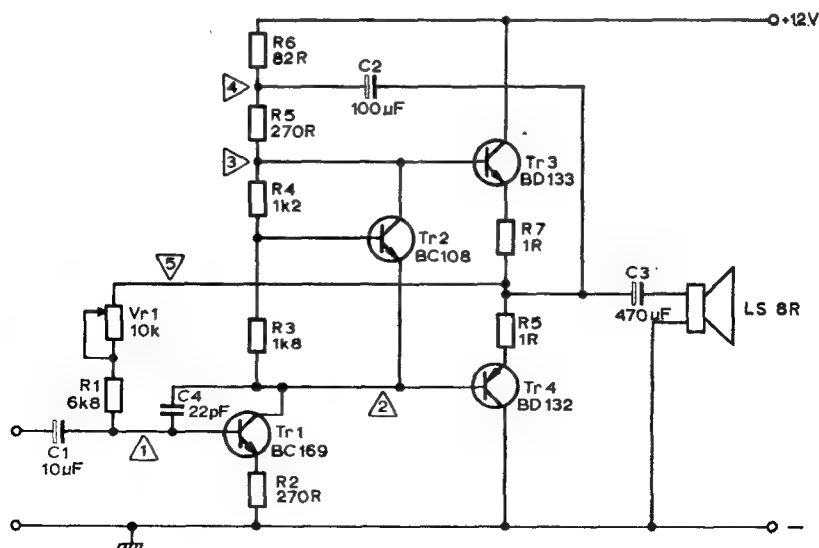 +12V
R6
82R
C2
100µF
4
R5
270R
3
Tr3
BD133
R4
1k2
Tr2
BC108
R7
1R
5
C3
470µF
LS 8R
Vr1
10k
R3
1k8
R5
1R
R1
6k8
C4
22pF
2
Tr4
BD132
1
Tr1
BC169
C1
10µF
R2
270R
−